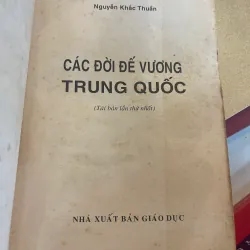 Nguyễn Khắc Thuần
CÁC ĐỜI ĐẾ VƯƠNG
TRUNG QUỐC
(Tái bản lần thứ nhất)
NHÀ XUẤT BẢN GIÁO DỤC